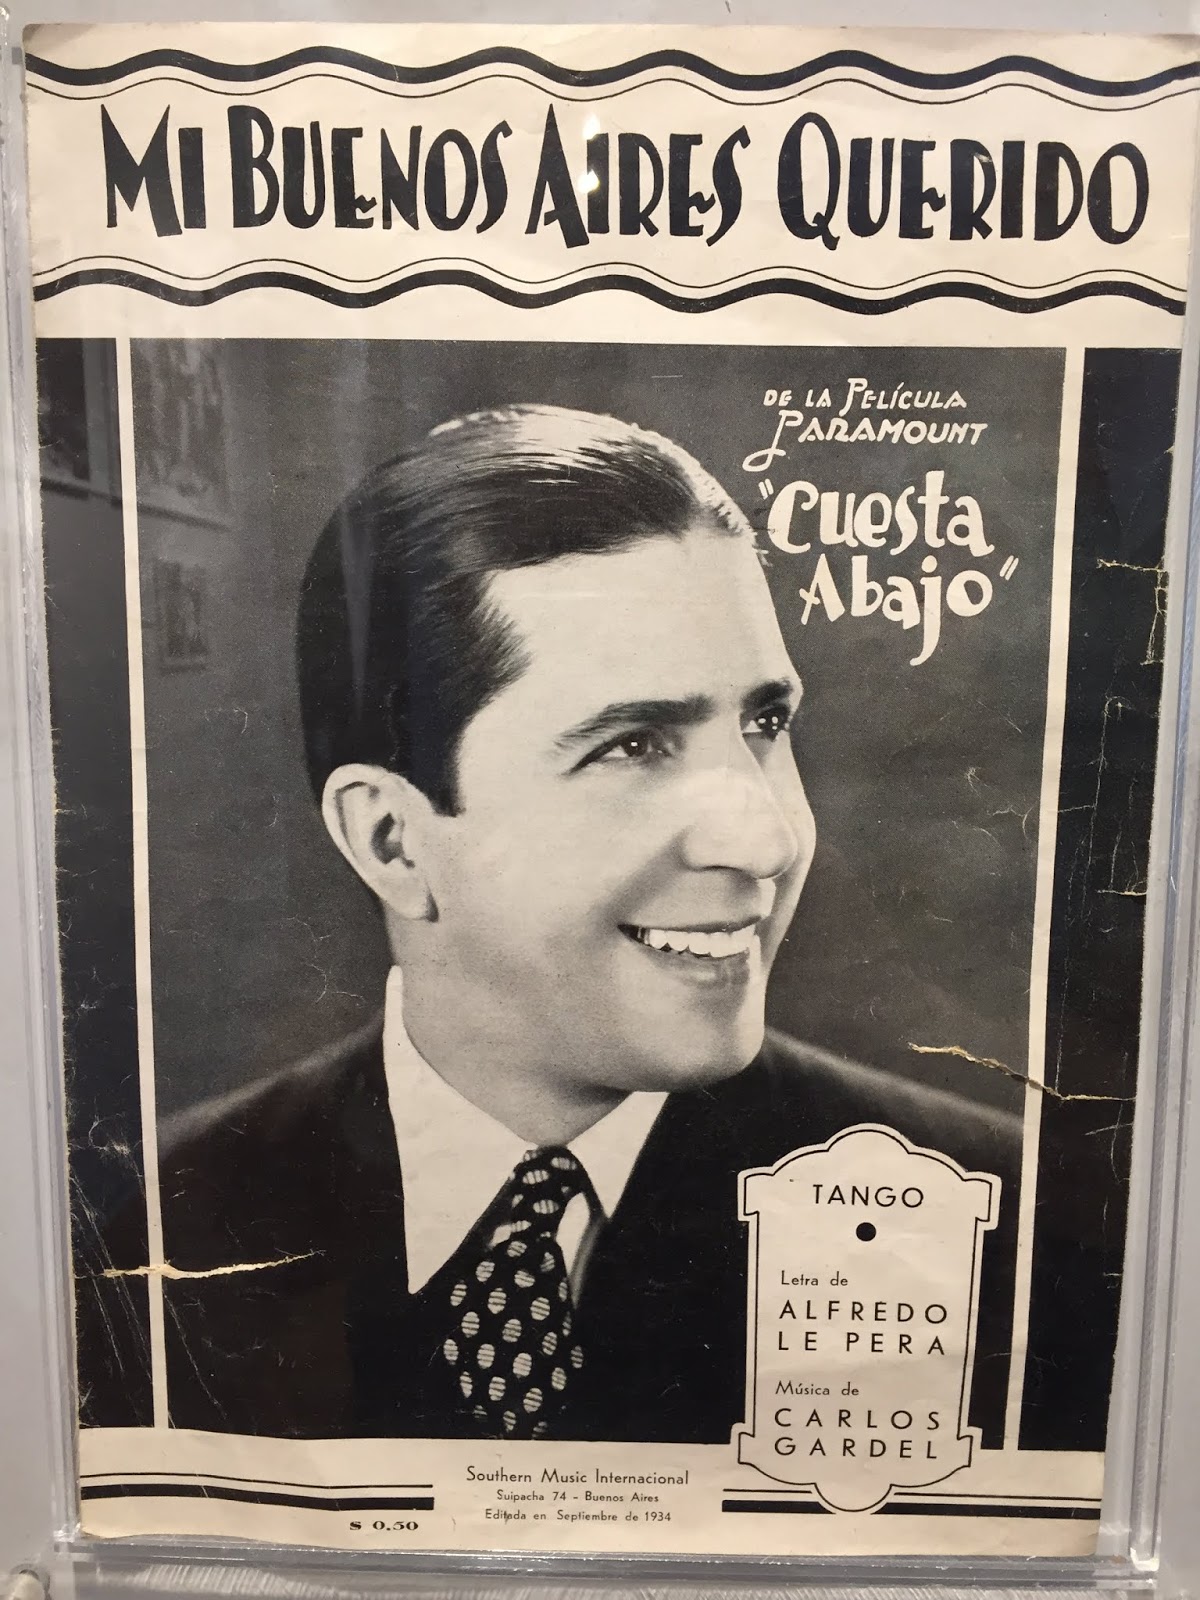 MI BUENOS AIRES QUERIDO
DE LA PELÍCULA
PARAMOUNT
"CUESTA
ABAJO"
TANGO
Letra de
ALFREDO
LE PERA
Música de
CARLOS
GARDEL
Southern Music Internacional
Suipacha 74 - Buenos Aires
Editada en Septiembre de 1934
$ 0.50